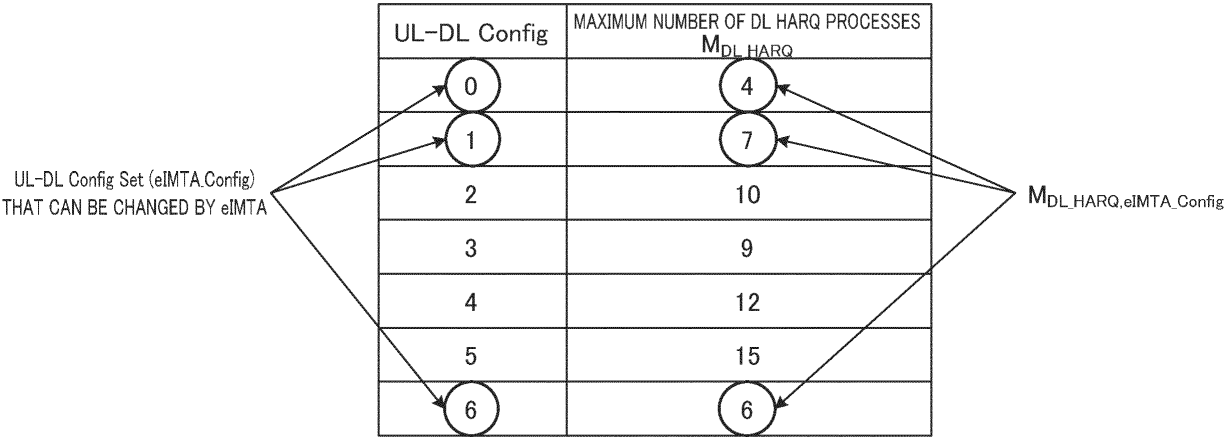 UL-DL Config MAXIMUM NUMBER OF DL HARQ PROCESSES
M_DL_HARQ
0 4
1 7
UL-DL Config Set (eIMTA_Config)
THAT CAN BE CHANGED BY eIMTA
2 10
M_DL_HARQ,eIMTA_Config
3 9
4 12
5 15
6 6